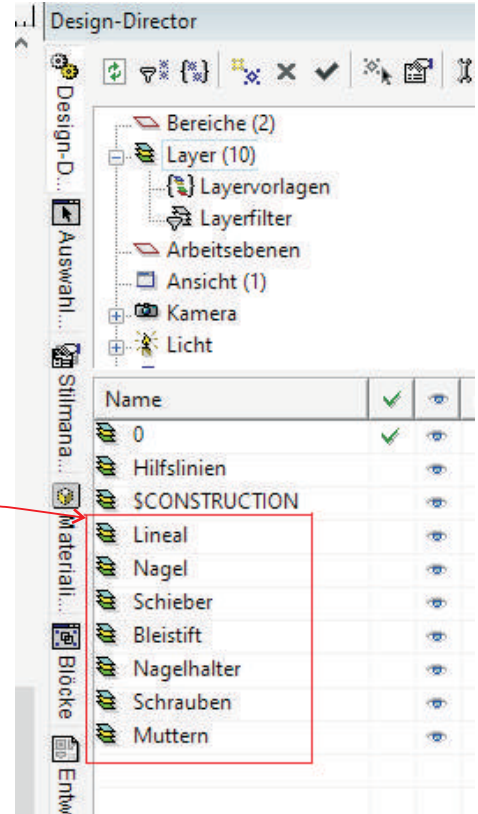 Design-Director
Design-D...
Auswahl...
Stilmana...
Materiali...
Blöcke
Entw
Bereiche (2)
Layer (10)
Layervorlagen
Layerfilter
Arbeitsebenen
Ansicht (1)
Kamera
Licht
Name
0
Hilfslinien
$CONSTRUCTION
Lineal
Nagel
Schieber
Bleistift
Nagelhalter
Schrauben
Muttern